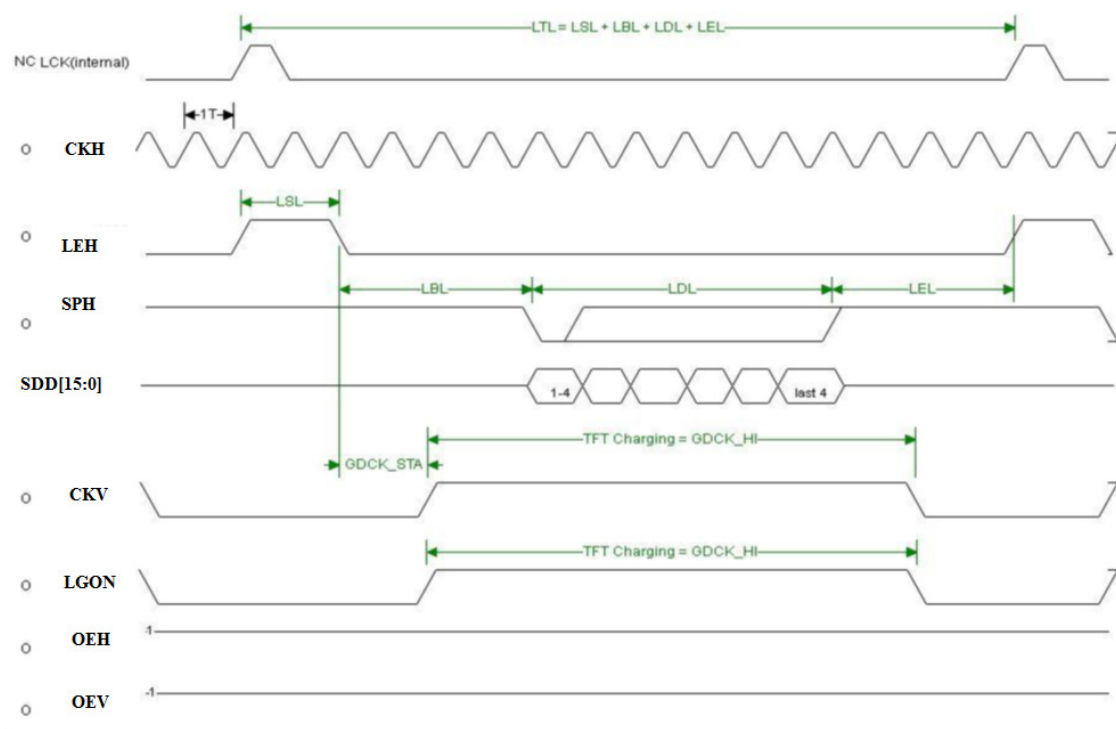 LTL = LSL + LBL + LDL + LEL
NC LCK(internal)
1T
CKH
LSL
LEH
LBL
LDL
LEL
SPH
SDD[15:0]
1-4
last 4
TFT Charging = GDCK_HI
GDCK_STA
CKV
TFT Charging = GDCK_HI
LGON
-1
OEH
-1
OEV